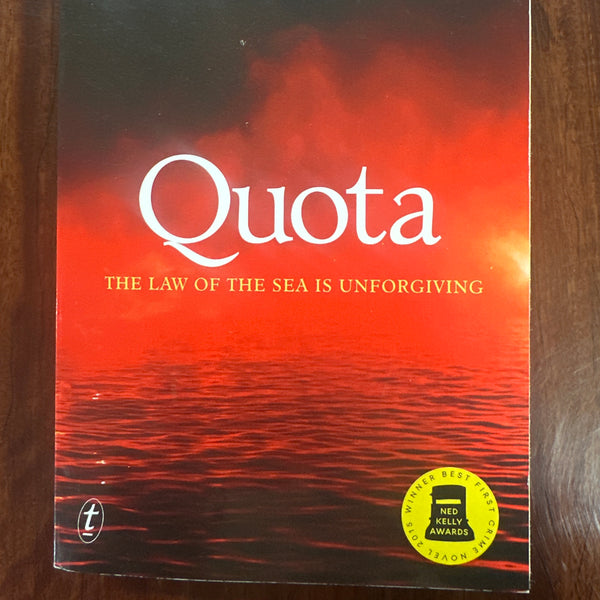 Quota
THE LAW OF THE SEA IS UNFORGIVING
t
2015 WINNER BEST FIRST CRIME NOVEL
NED
KELLY
AWARDS